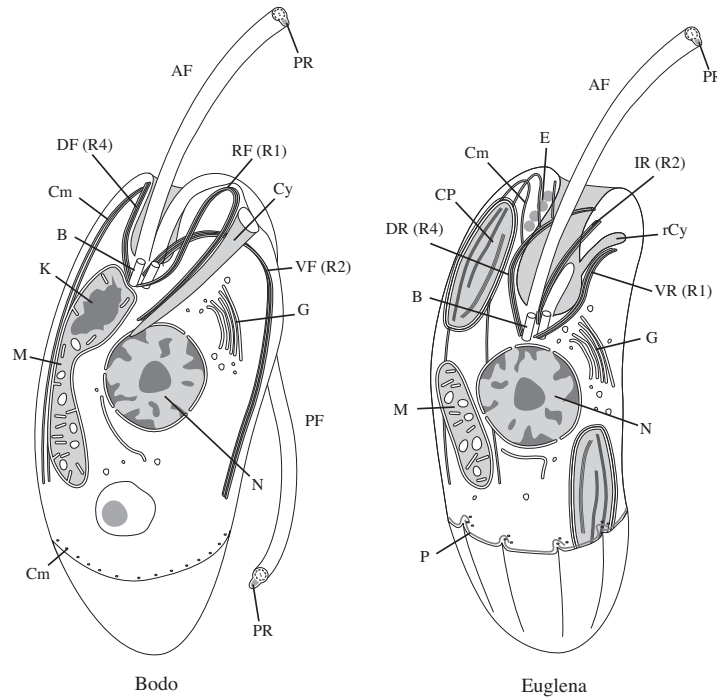 PR
AF
DF (R4)
RF (R1)
Cm
Cy
B
K
VF (R2)
G
M
PF
N
Cm
PR
Bodo
PR
AF
E
Cm
IR (R2)
CP
rCy
DR (R4)
VR (R1)
B
G
M
N
P
Euglena